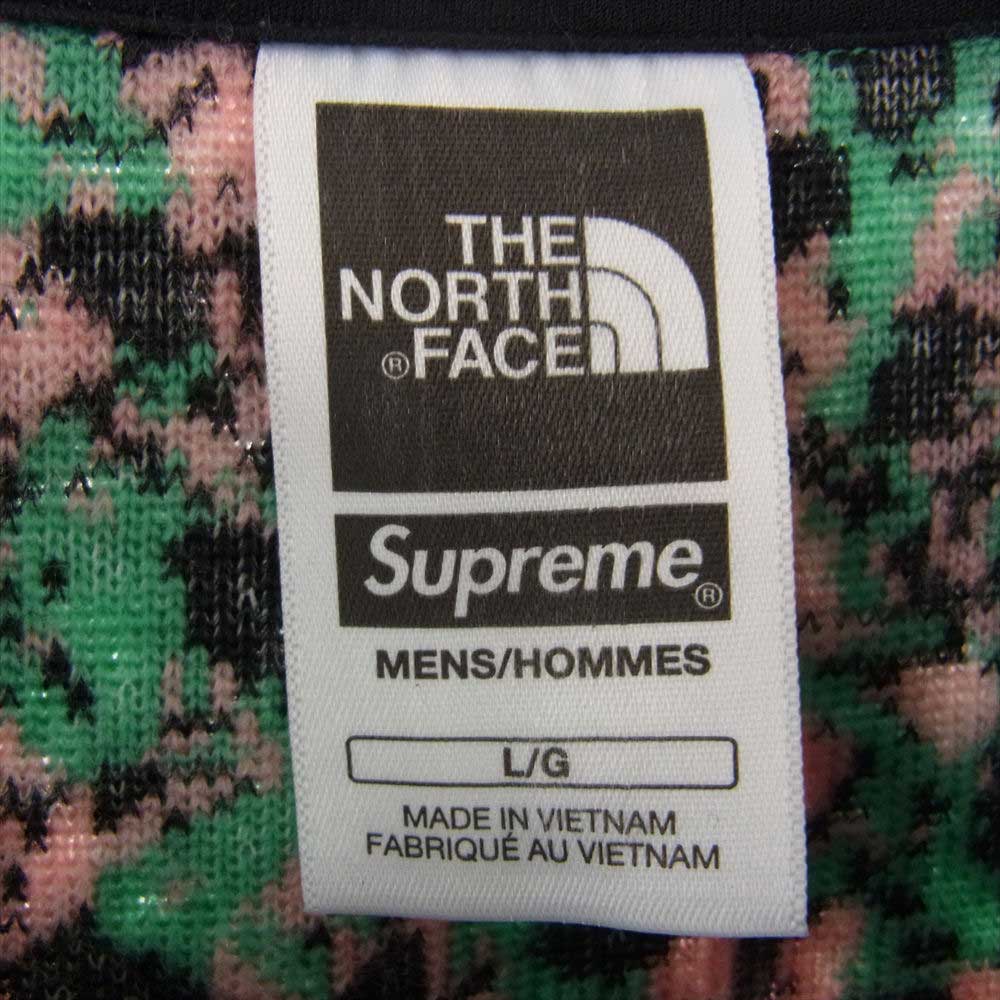 THE
NORTH
® FACE
Supreme®
MENS/HOMMES
L/G
MADE IN VIETNAM
FABRIQUÉ AU VIETNAM